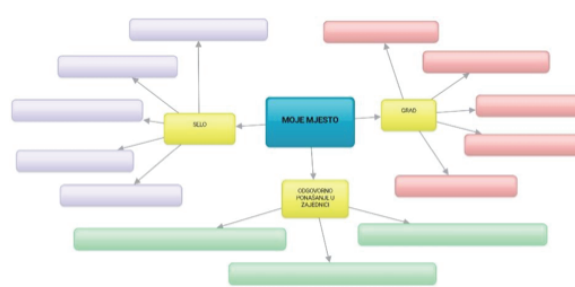 MOJE MJESTO
SELO
GRAD
ODGOVORNO
PONAŠANJE U
ZAJEDNICI